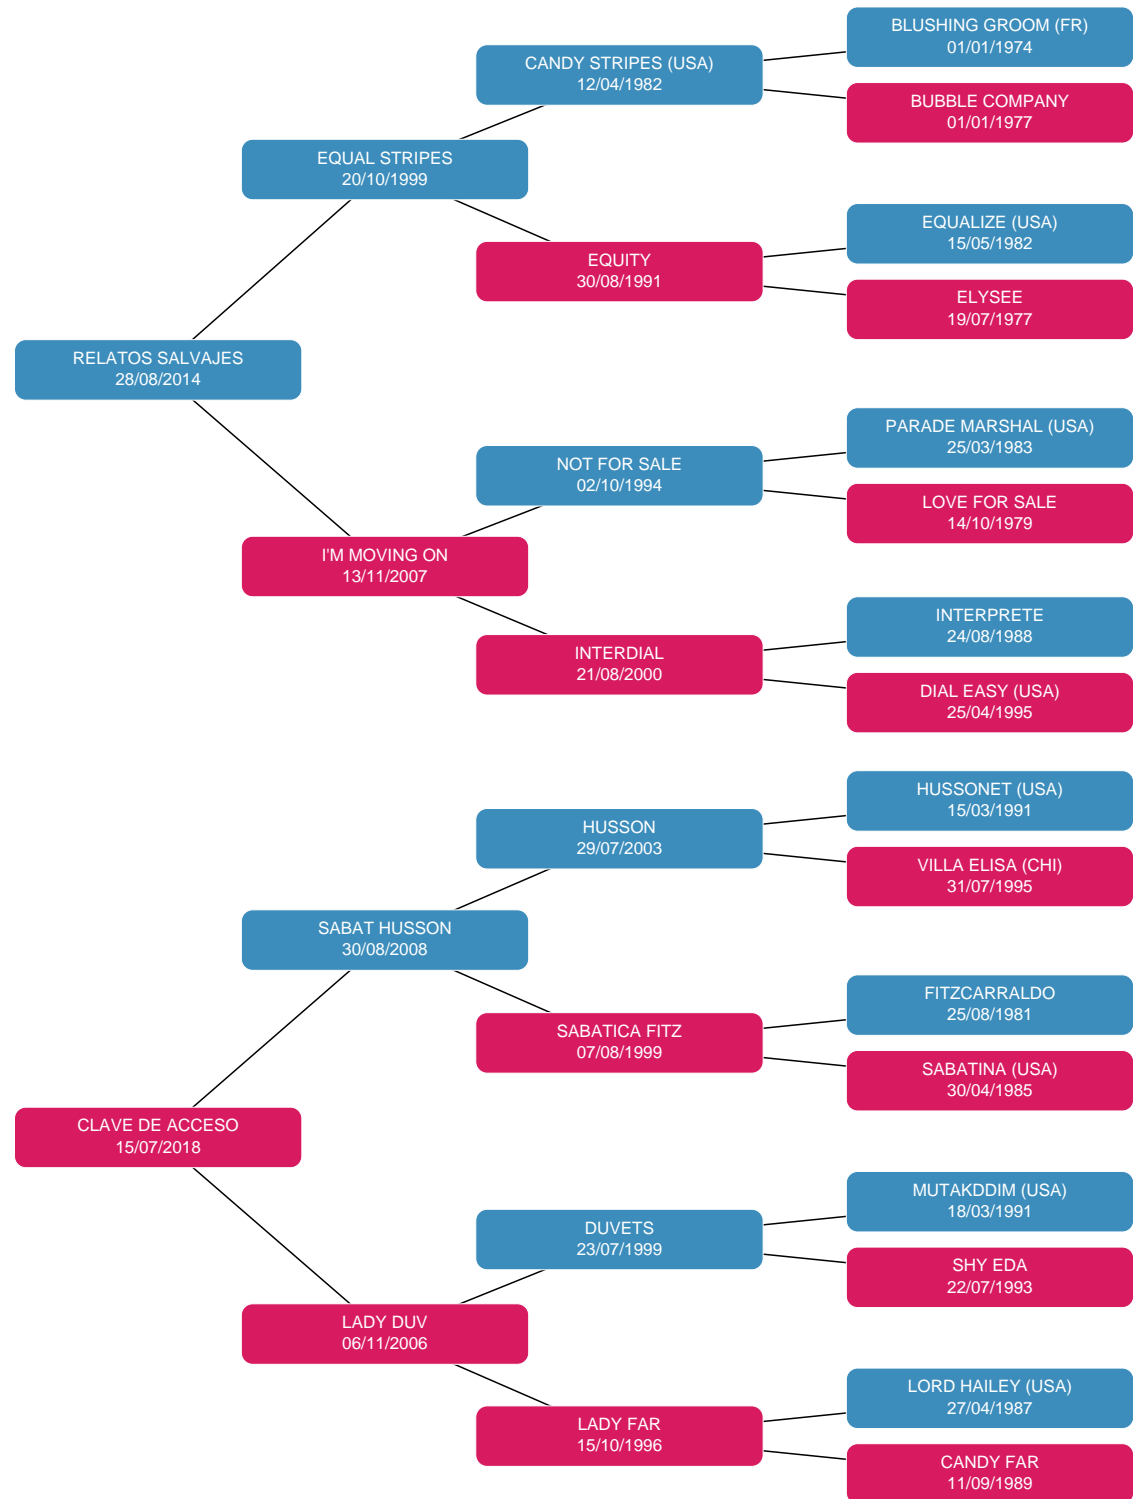 BLUSHING GROOM (FR)
01/01/1974
CANDY STRIPES (USA)
12/04/1982
BUBBLE COMPANY
01/01/1977
EQUAL STRIPES
20/10/1999
EQUALIZE (USA)
15/05/1982
EQUITY
30/08/1991
ELYSEE
19/07/1977
RELATOS SALVAJES
28/08/2014
PARADE MARSHAL (USA)
25/03/1983
NOT FOR SALE
02/10/1994
LOVE FOR SALE
14/10/1979
I'M MOVING ON
13/11/2007
INTERPRETE
24/08/1988
INTERDIAL
21/08/2000
DIAL EASY (USA)
25/04/1995
HUSSONET (USA)
15/03/1991
HUSSON
29/07/2003
VILLA ELISA (CHI)
31/07/1995
SABAT HUSSON
30/08/2008
FITZCARRALDO
25/08/1981
SABATICA FITZ
07/08/1999
SABATINA (USA)
30/04/1985
CLAVE DE ACCESO
15/07/2018
MUTAKDDIM (USA)
18/03/1991
DUVETS
23/07/1999
SHY EDA
22/07/1993
LADY DUV
06/11/2006
LORD HAILEY (USA)
27/04/1987
LADY FAR
15/10/1996
CANDY FAR
11/09/1989